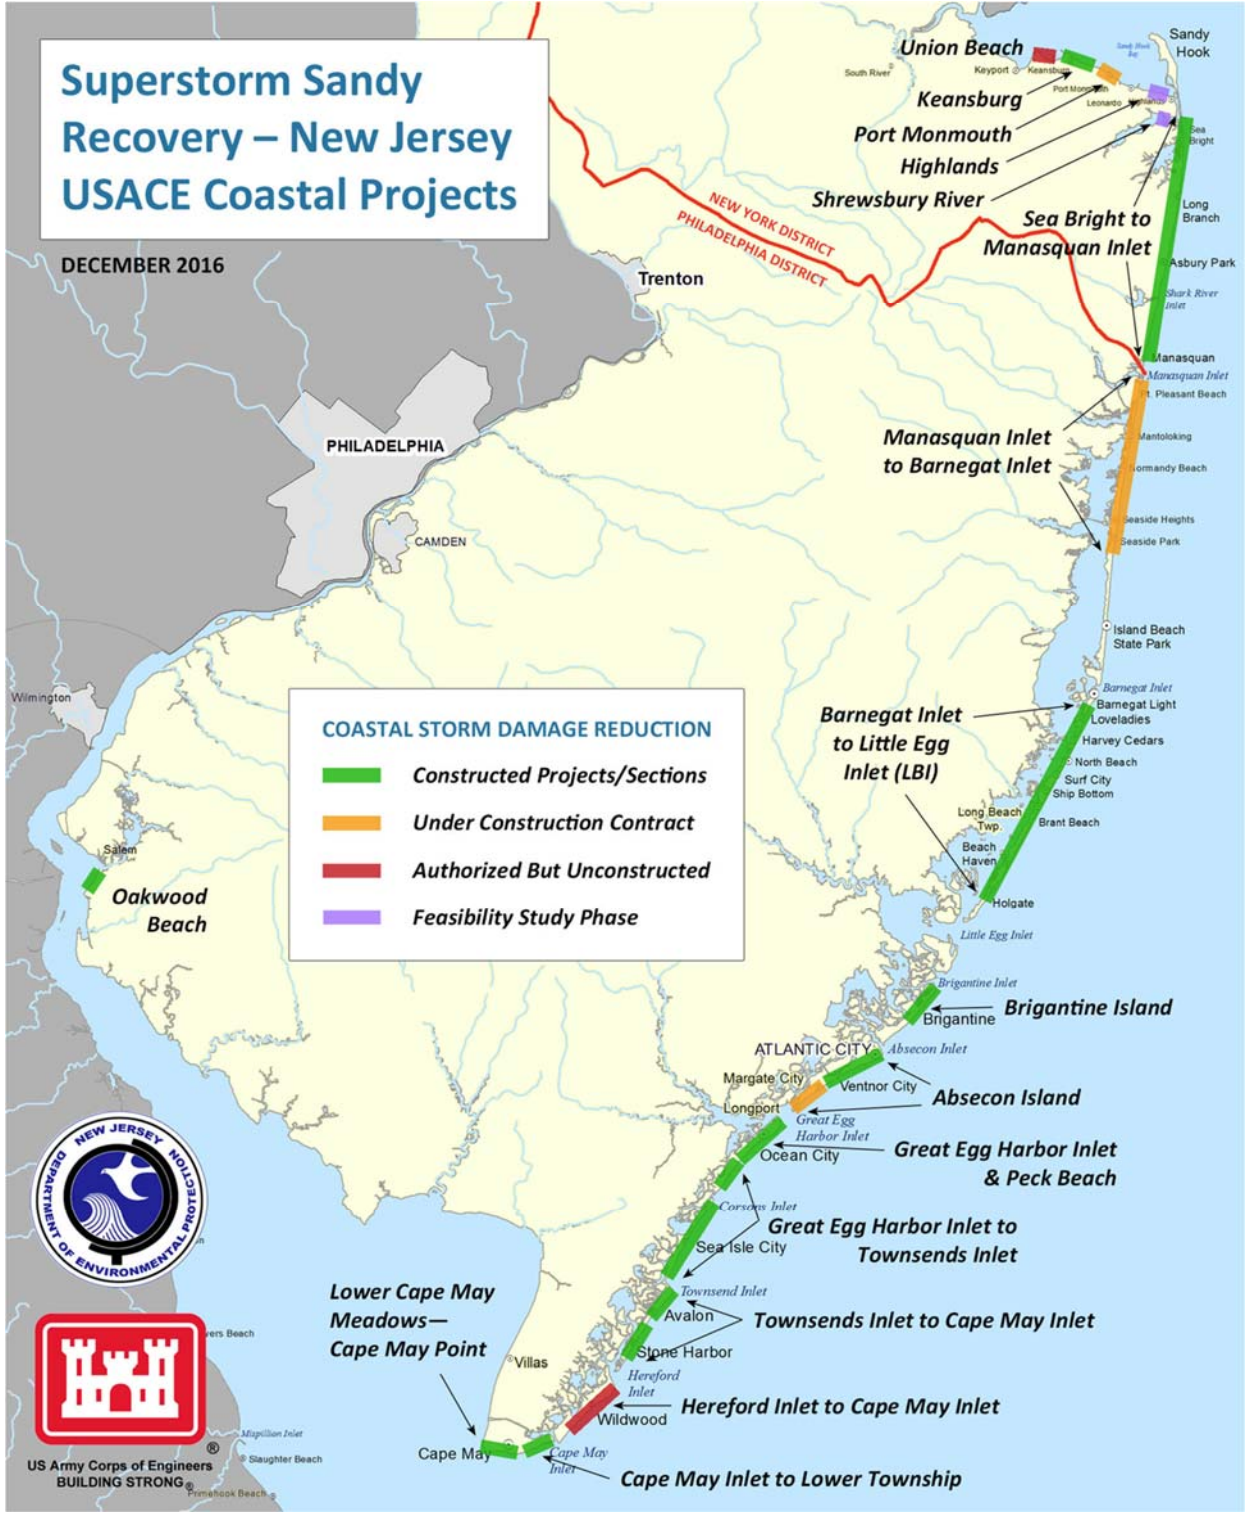 Superstorm Sandy
Recovery – New Jersey
USACE Coastal Projects
DECEMBER 2016
Sandy
Hook
Sandy Hook
Bay
Union Beach
South River
Keyport
Keansburg
Keansburg
Port Monmouth
Leonardo
Highlands
Port Monmouth
Highlands
Shrewsbury River
Sea
Bright
Sea Bright to
Manasquan Inlet
Long
Branch
Asbury Park
Shark River
Inlet
NEW YORK DISTRICT
PHILADELPHIA DISTRICT
Trenton
Manasquan
Manasquan Inlet
Pt. Pleasant Beach
PHILADELPHIA
Manasquan Inlet
to Barnegat Inlet
Mantoloking
Normandy Beach
Seaside Heights
Seaside Park
CAMDEN
Island Beach
State Park
Wilmington
Barnegat Inlet
Barnegat Light
Loveladies
Harvey Cedars
North Beach
Surf City
Ship Bottom
Brant Beach
Barnegat Inlet
to Little Egg
Inlet (LBI)
Long Beach
Twp.
Beach
Haven
Holgate
Little Egg Inlet
COASTAL STORM DAMAGE REDUCTION
Constructed Projects/Sections
Under Construction Contract
Authorized But Unconstructed
Feasibility Study Phase
Salem
Oakwood
Beach
Brigantine Inlet
Brigantine
Brigantine Island
ATLANTIC CITY
Absecon Inlet
Margate City
Ventnor City
Absecon Island
Longport
Great Egg
Harbor Inlet
Ocean City
Great Egg Harbor Inlet
& Peck Beach
Corsons Inlet
Great Egg Harbor Inlet to
Townsends Inlet
Sea Isle City
NEW JERSEY
DEPARTMENT OF ENVIRONMENTAL PROTECTION
Townsend Inlet
Avalon
Townsends Inlet to Cape May Inlet
Lower Cape May
Meadows—
Cape May Point
Stone Harbor
Villas
Hereford
Inlet
Wildwood
Hereford Inlet to Cape May Inlet
Cape May
Cape May
Inlet
Cape May Inlet to Lower Township
vers Beach
Mispillion Inlet
Slaughter Beach
Primehook Beach
®
US Army Corps of Engineers
BUILDING STRONG®